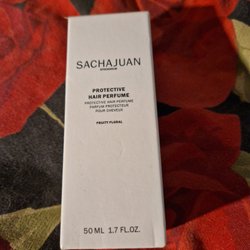 SACHAJUAN
STOCKHOLM
PROTECTIVE
HAIR PERFUME
PROTECTIVE HAIR PERFUME
PARFUM PROTECTEUR
POUR CHEVEUX
FRUITY FLORAL
50 ML 1.7 FL.OZ.